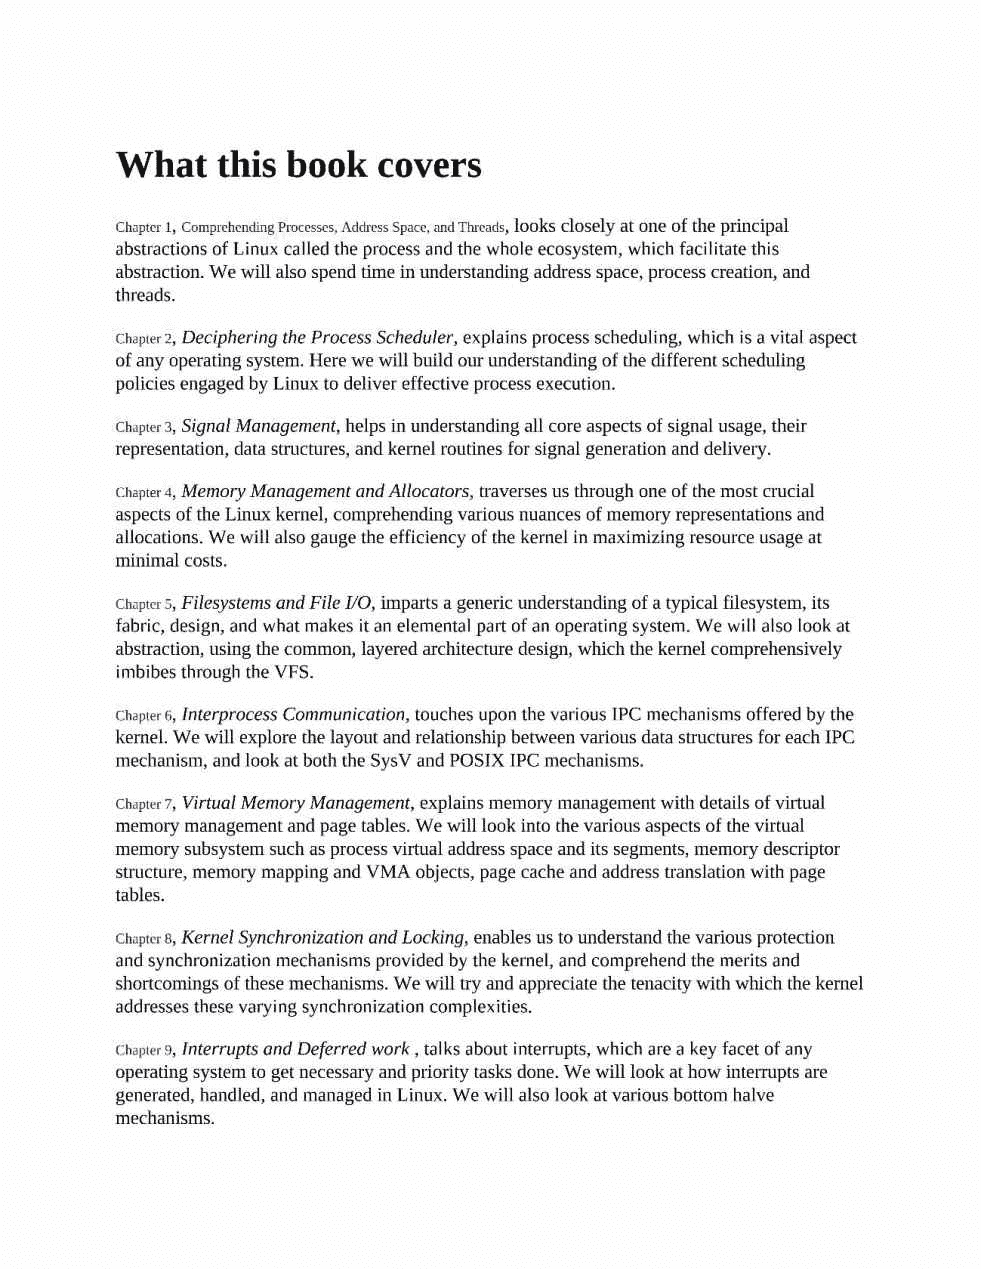 What this book covers
Chapter 1, Comprehending Processes, Address Space, and Threads, looks closely at one of the principal
abstractions of Linux called the process and the whole ecosystem, which facilitate this
abstraction. We will also spend time in understanding address space, process creation, and
threads.
Chapter 2, Deciphering the Process Scheduler, explains process scheduling, which is a vital aspect
of any operating system. Here we will build our understanding of the different scheduling
policies engaged by Linux to deliver effective process execution.
Chapter 3, Signal Management, helps in understanding all core aspects of signal usage, their
representation, data structures, and kernel routines for signal generation and delivery.
Chapter 4, Memory Management and Allocators, traverses us through one of the most crucial
aspects of the Linux kernel, comprehending various nuances of memory representations and
allocations. We will also gauge the efficiency of the kernel in maximizing resource usage at
minimal costs.
Chapter 5, Filesystems and File I/O, imparts a generic understanding of a typical filesystem, its
fabric, design, and what makes it an elemental part of an operating system. We will also look at
abstraction, using the common, layered architecture design, which the kernel comprehensively
imbibes through the VFS.
Chapter 6, Interprocess Communication, touches upon the various IPC mechanisms offered by the
kernel. We will explore the layout and relationship between various data structures for each IPC
mechanism, and look at both the SysV and POSIX IPC mechanisms.
Chapter 7, Virtual Memory Management, explains memory management with details of virtual
memory management and page tables. We will look into the various aspects of the virtual
memory subsystem such as process virtual address space and its segments, memory descriptor
structure, memory mapping and VMA objects, page cache and address translation with page
tables.
Chapter 8, Kernel Synchronization and Locking, enables us to understand the various protection
and synchronization mechanisms provided by the kernel, and comprehend the merits and
shortcomings of these mechanisms. We will try and appreciate the tenacity with which the kernel
addresses these varying synchronization complexities.
Chapter 9, Interrupts and Deferred work , talks about interrupts, which are a key facet of any
operating system to get necessary and priority tasks done. We will look at how interrupts are
generated, handled, and managed in Linux. We will also look at various bottom halve
mechanisms.